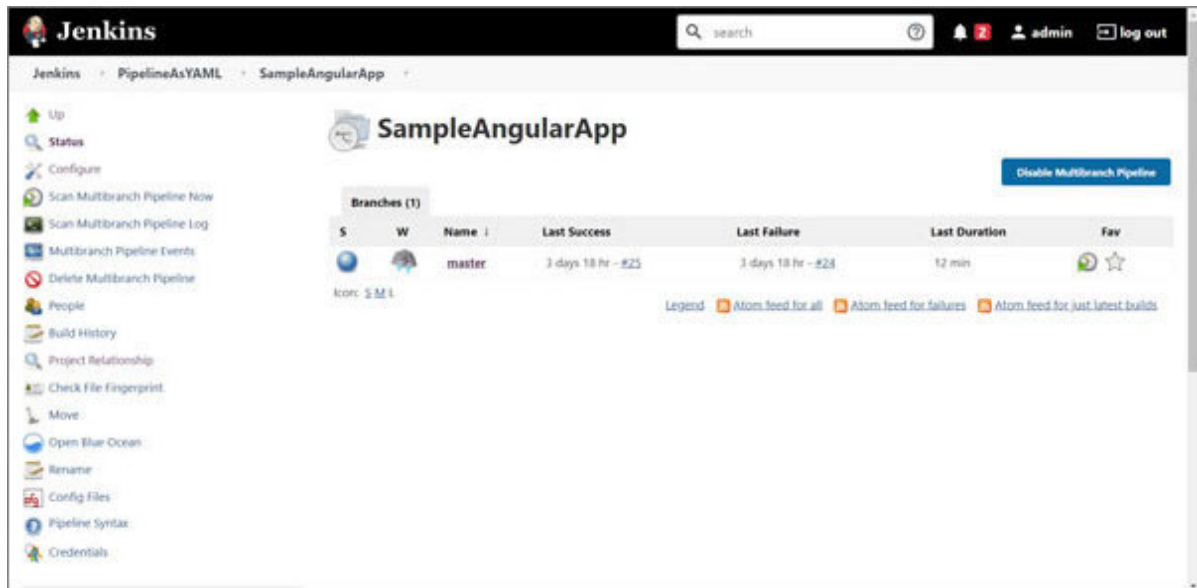 Jenkins
search
2
admin
log out
Jenkins PipelineAsYAML SampleAngularApp
Up
Status
Configure
Scan Multibranch Pipeline Now
Scan Multibranch Pipeline Log
Multibranch Pipeline Events
Delete Multibranch Pipeline
People
Build History
Project Relationship
Check File Fingerprint
Move
Open Blue Ocean
Rename
Config Files
Pipeline Syntax
Credentials
SampleAngularApp
Disable Multibranch Pipeline
Branches (1)
S W Name ↓ Last Success Last Failure Last Duration Fav
master 3 days 18 hr - #25 3 days 18 hr - #24 12 min
Icon: S M L
Legend Atom feed for all Atom feed for failures Atom feed for just latest builds